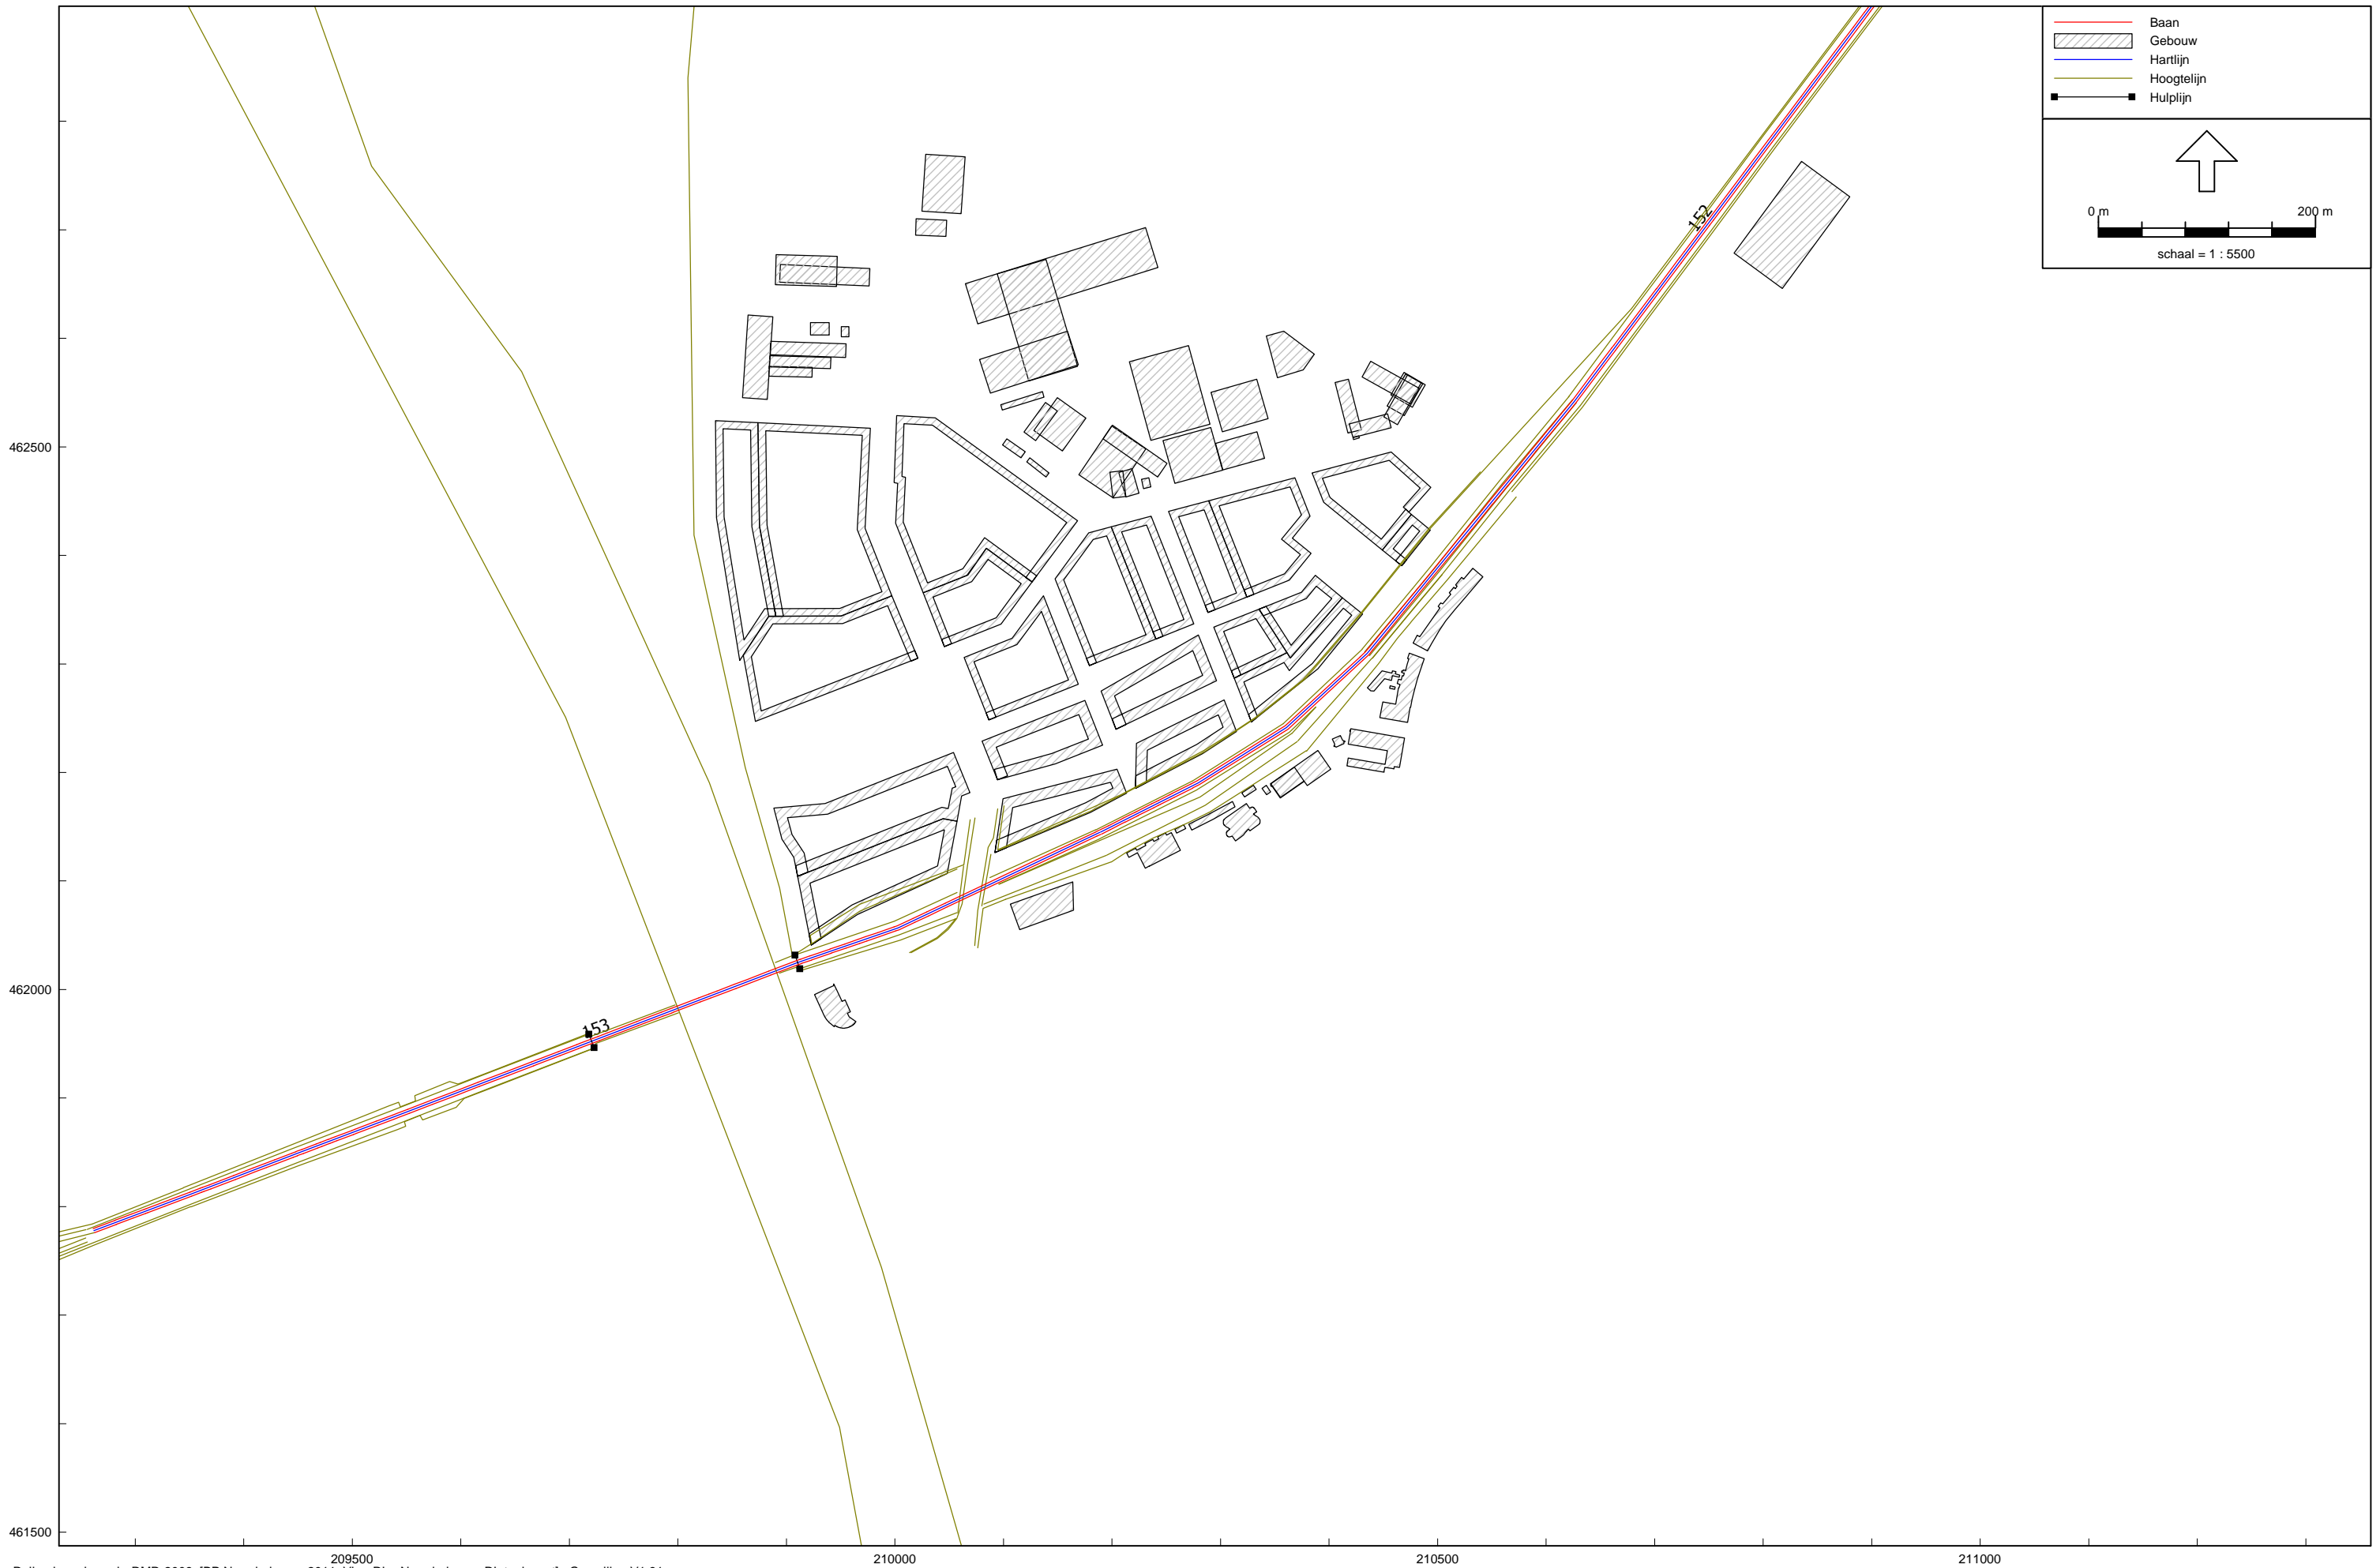 Baan
Gebouw
Hartlijn
Hoogtelijn
Hulplijn
0 m 200 m
schaal = 1 : 5500
152
153
462500
462000
461500
209500 210000 210500 211000